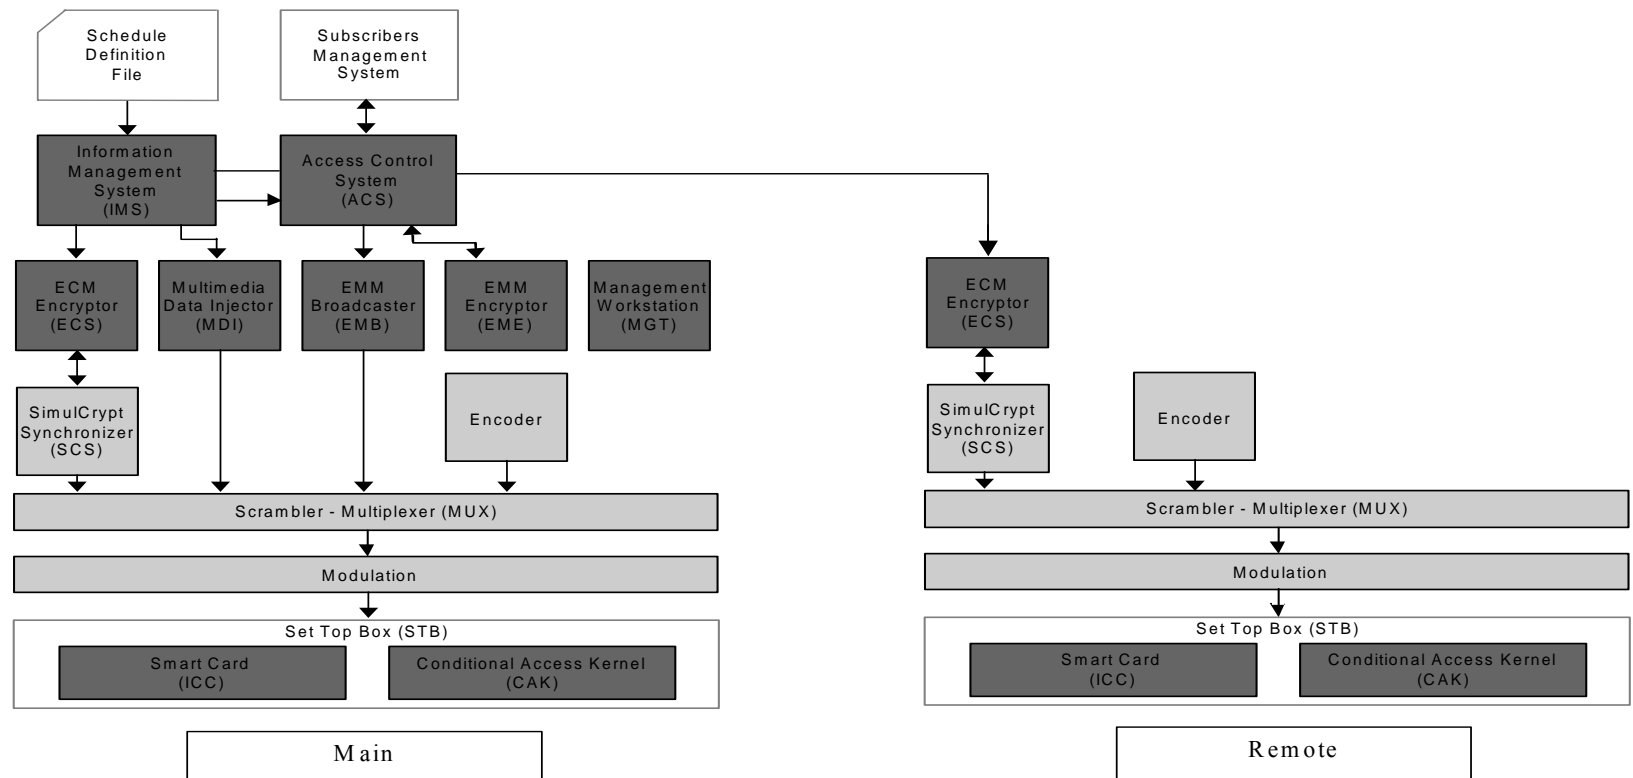 Schedule
Definition
File
Subscribers
Management
System
Information
Management
System
(IMS)
Access Control
System
(ACS)
ECM
Encryptor
(ECS)
Multimedia
Data Injector
(MDI)
EMM
Broadcaster
(EMB)
EMM
Encryptor
(EME)
Management
Workstation
(MGT)
ECM
Encryptor
(ECS)
SimulCrypt
Synchronizer
(SCS)
Encoder
SimulCrypt
Synchronizer
(SCS)
Encoder
Scrambler - Multiplexer (MUX)
Scrambler - Multiplexer (MUX)
Modulation
Modulation
Set Top Box (STB)
Smart Card
(ICC)
Conditional Access Kernel
(CAK)
Set Top Box (STB)
Smart Card
(ICC)
Conditional Access Kernel
(CAK)
Main
Remote